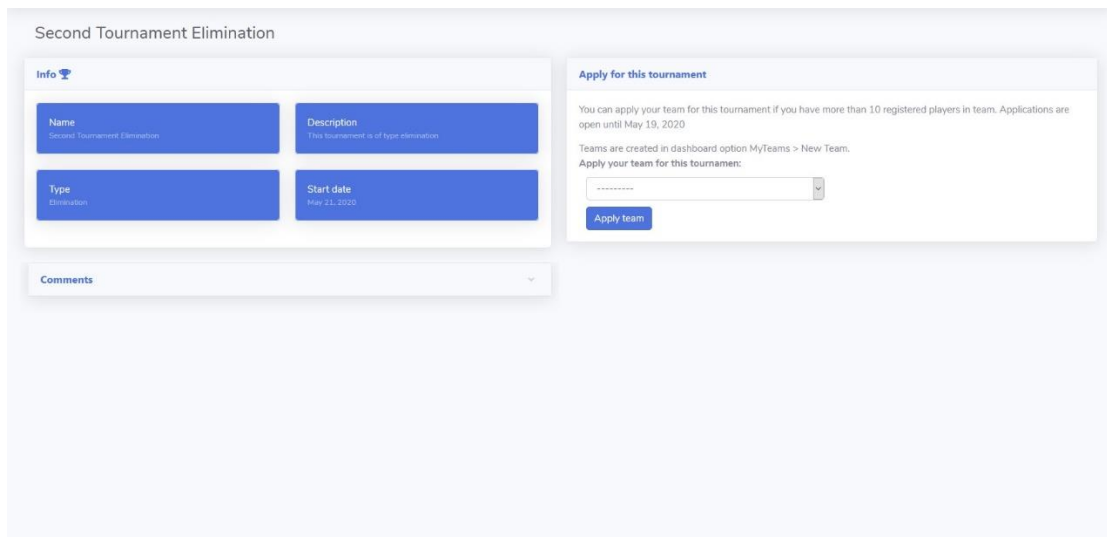 Second Tournament Elimination
Info
Name
Second Tournament Elimination
Description
This tournament is of type elimination
Type
Elimination
Start date
May 21, 2020
Comments
Apply for this tournament
You can apply your team for this tournament if you have more than 10 registered players in team. Applications are
open until May 19, 2020
Teams are created in dashboard option MyTeams > New Team.
Apply your team for this tournamen:
---------
Apply team